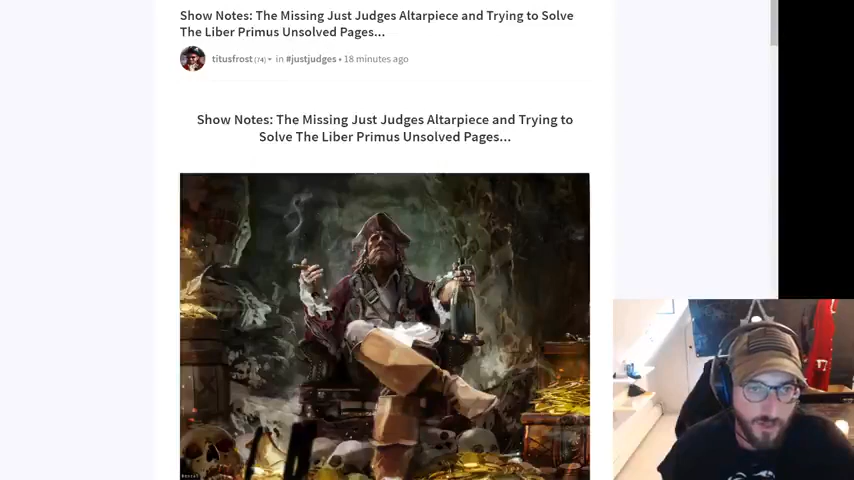 Show Notes: The Missing Just Judges Altarpiece and Trying to Solve
The Liber Primus Unsolved Pages...
titusfrost (74) in #justjudges • 18 minutes ago
Show Notes: The Missing Just Judges Altarpiece and Trying to
Solve The Liber Primus Unsolved Pages...